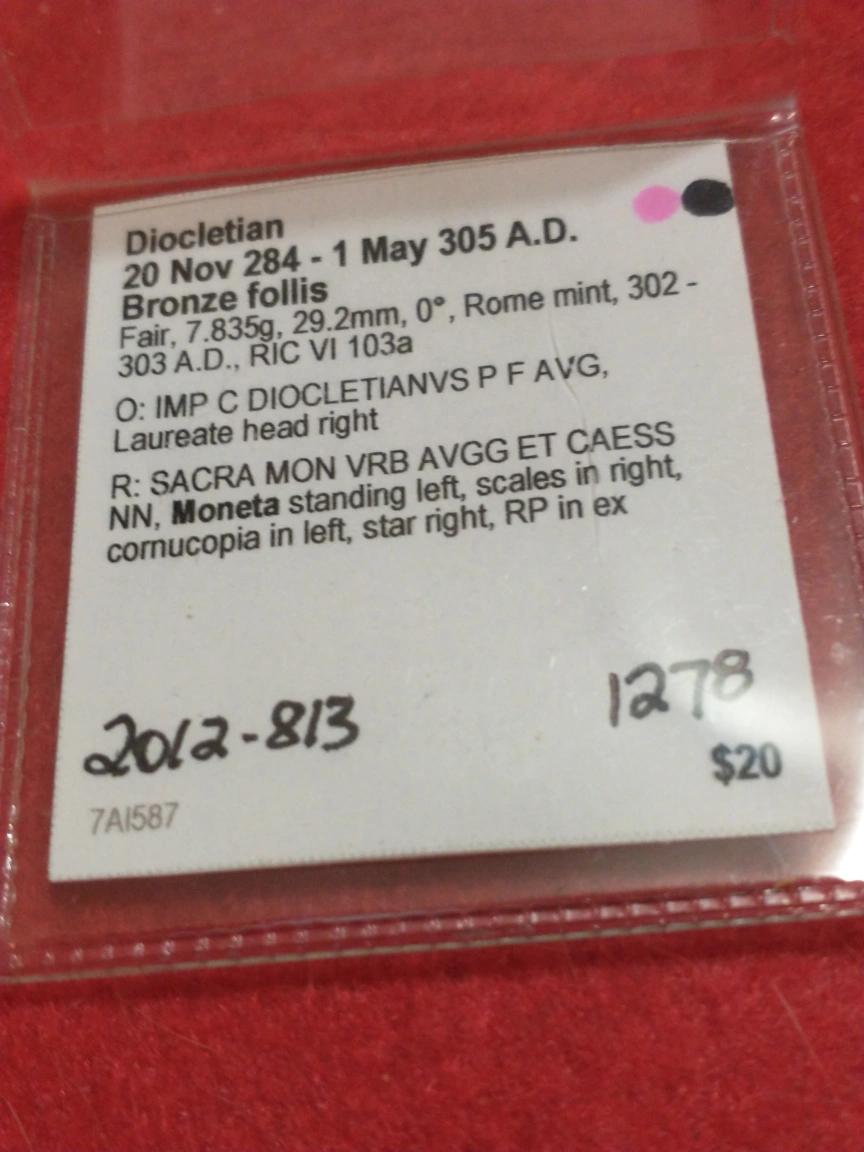 Diocletian
20 Nov 284 - 1 May 305 A.D.
Bronze follis
Fair, 7.835g, 29.2mm, 0°, Rome mint, 302 -
303 A.D., RIC VI 103a
O: IMP C DIOCLETIANVS P F AVG,
Laureate head right
R: SACRA MON VRB AVGG ET CAESS
NN, Moneta standing left, scales in right,
cornucopia in left, star right, RP in ex
2012-813
1278
$20
7AI587